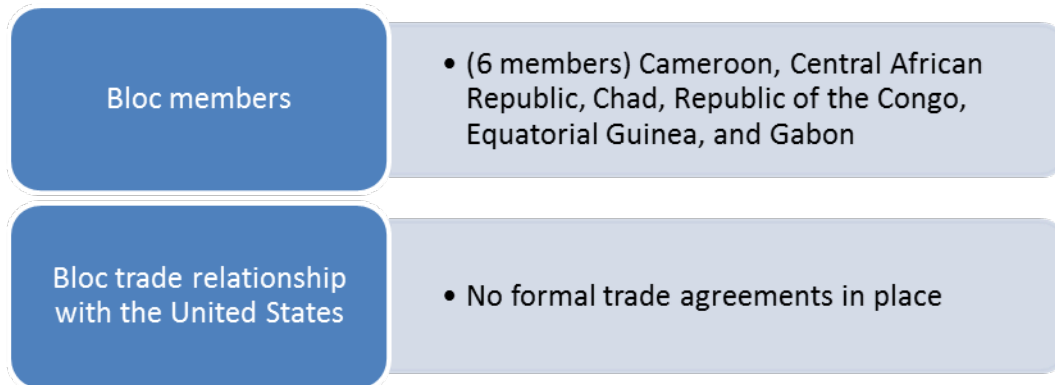 Bloc members
• (6 members) Cameroon, Central African
Republic, Chad, Republic of the Congo,
Equatorial Guinea, and Gabon
Bloc trade relationship
with the United States
• No formal trade agreements in place